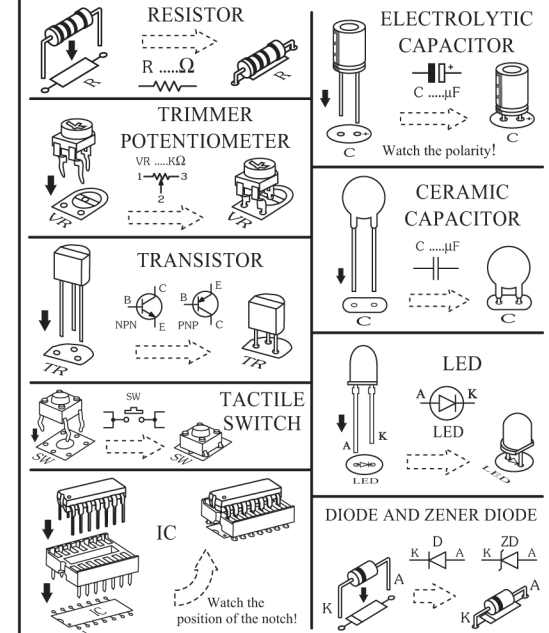 RESISTOR
R .....Ω
R
R
TRIMMER
POTENTIOMETER
VR .....KΩ
1
3
2
VR
VR
TRANSISTOR
B
C
E
NPN
B
E
C
PNP
TR
TR
TACTILE
SWITCH
SW
SW
SW
IC
IC
Watch the
position of the notch!
ELECTROLYTIC
CAPACITOR
+
C .....µF
+
C
C
Watch the polarity!
CERAMIC
CAPACITOR
C .....µF
C
C
LED
A
K
LED
A
K
LED
LED
DIODE AND ZENER DIODE
D
K
A
ZD
K
A
A
K
A
K